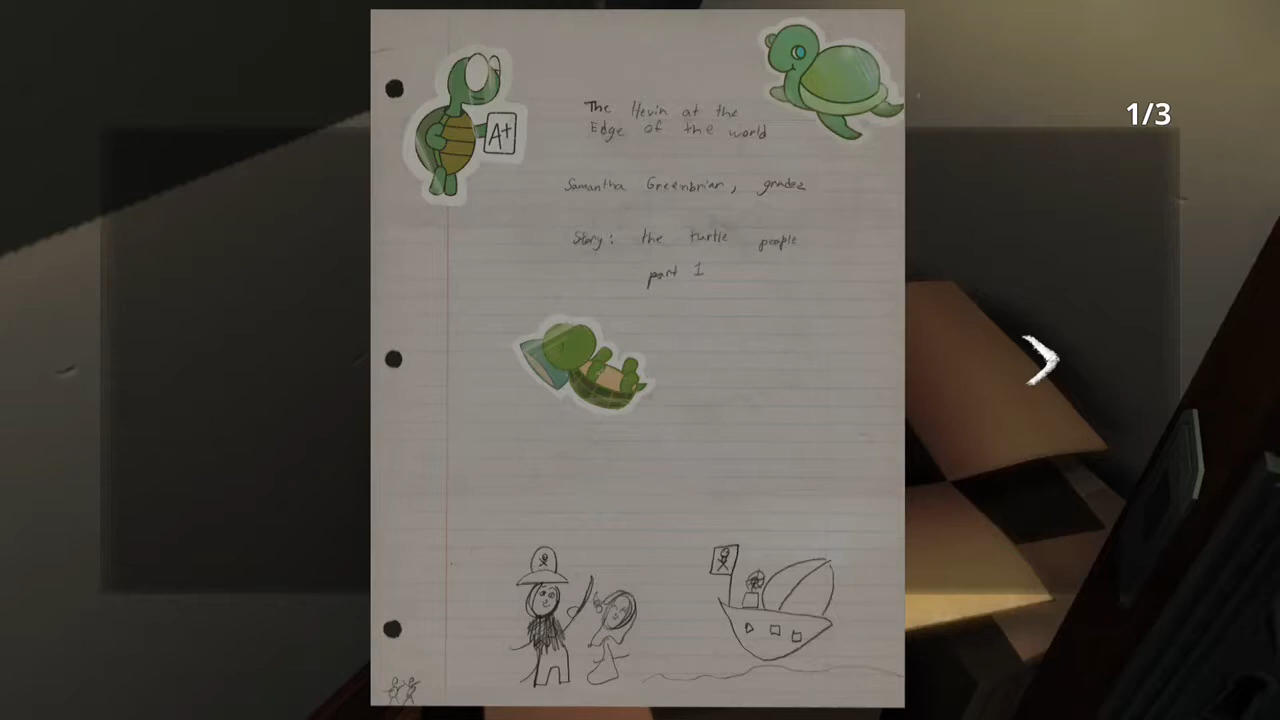 A+
1/3
The Hevin at the
Edge of the world
Samantha Greenbriar, grade2
Story: the turtle people
part 1